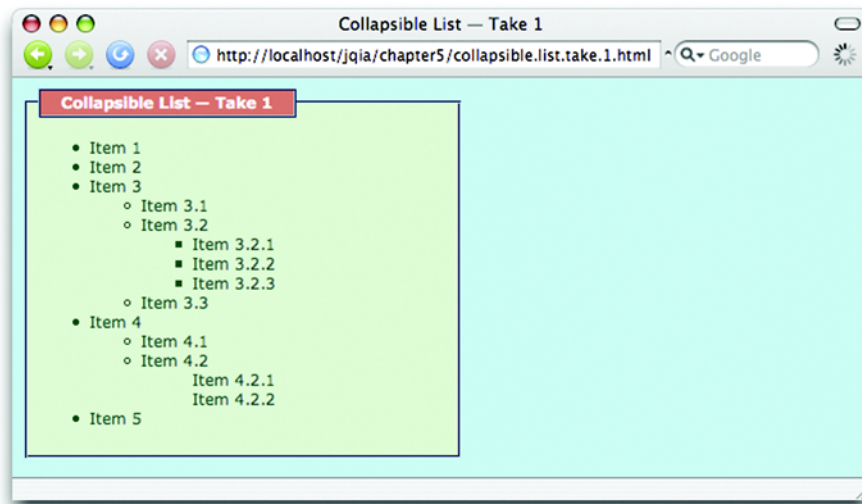 Collapsible List — Take 1
http://localhost/jqia/chapter5/collapsible.list.take.1.html
Google
Collapsible List — Take 1
Item 1
Item 2
Item 3
Item 3.1
Item 3.2
Item 3.2.1
Item 3.2.2
Item 3.2.3
Item 3.3
Item 4
Item 4.1
Item 4.2
Item 4.2.1
Item 4.2.2
Item 5